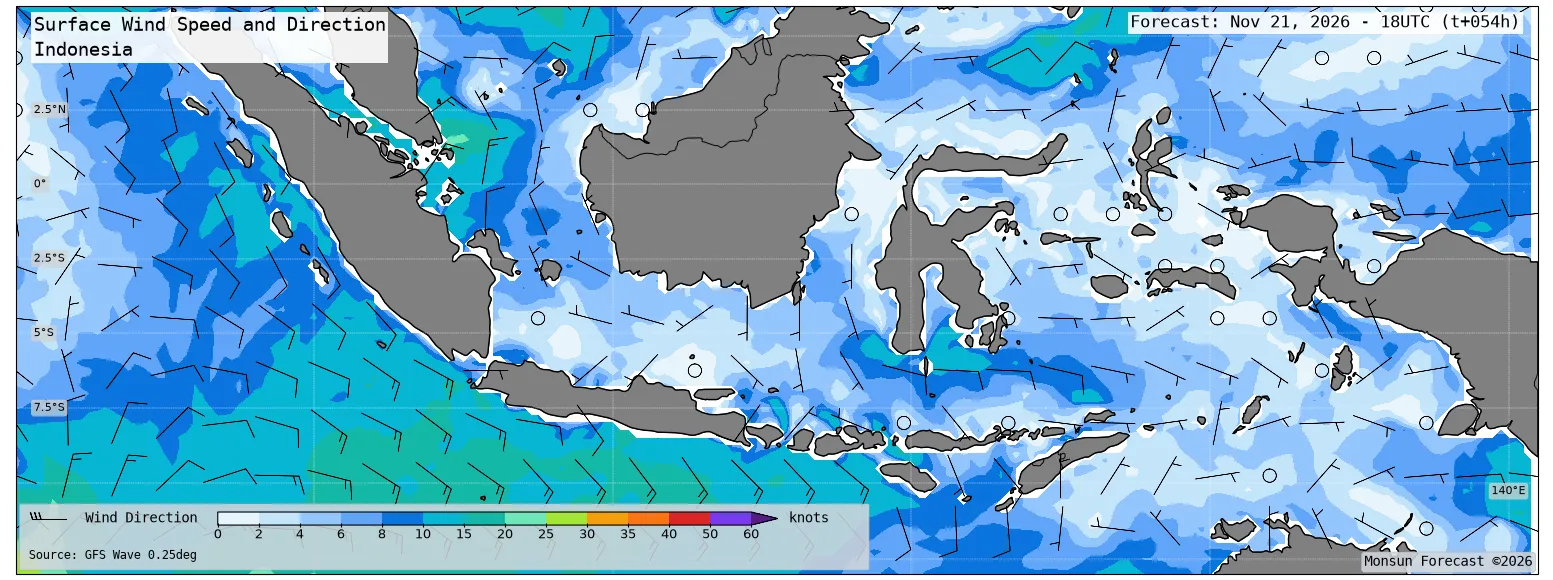 Surface Wind Speed and Direction
Indonesia
Forecast: Nov 21, 2026 - 18UTC (t+054h)
2.5°N
0°
2.5°S
5°S
7.5°S
140°E
Wind Direction
0 2 4 6 8 10 15 20 25 30 35 40 50 60
knots
Source: GFS Wave 0.25deg
Monsun Forecast ©2026